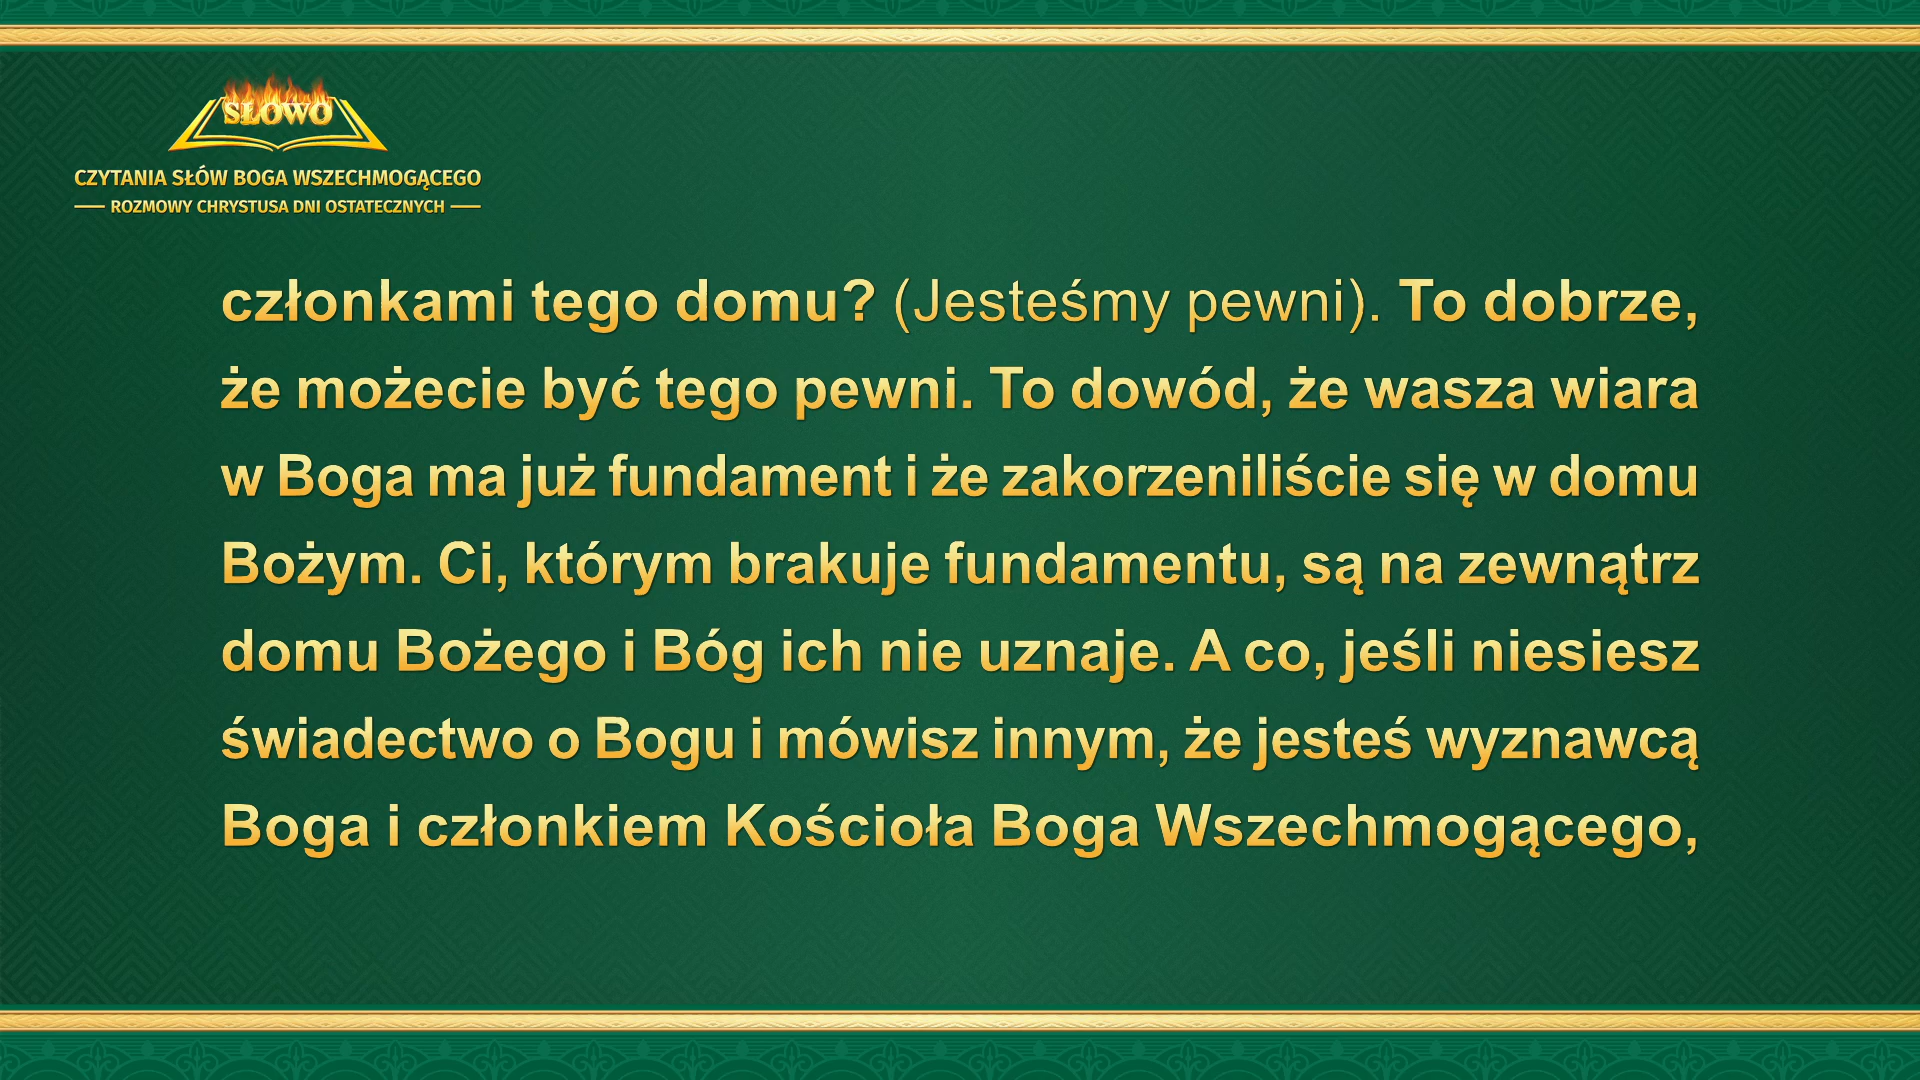 SŁOWO
CZYTANIA SŁÓW BOGA WSZECHMOGĄCEGO
ROZMOWY CHRYSTUSA DNI OSTATECZNYCH
członkami tego domu? (Jesteśmy pewni). To dobrze,
że możecie być tego pewni. To dowód, że wasza wiara
w Boga ma już fundament i że zakorzeniliście się w domu
Bożym. Ci, którym brakuje fundamentu, są na zewnątrz
domu Bożego i Bóg ich nie uznaje. A co, jeśli niesiesz
świadectwo o Bogu i mówisz innym, że jesteś wyznawcą
Boga i członkiem Kościoła Boga Wszechmogącego,